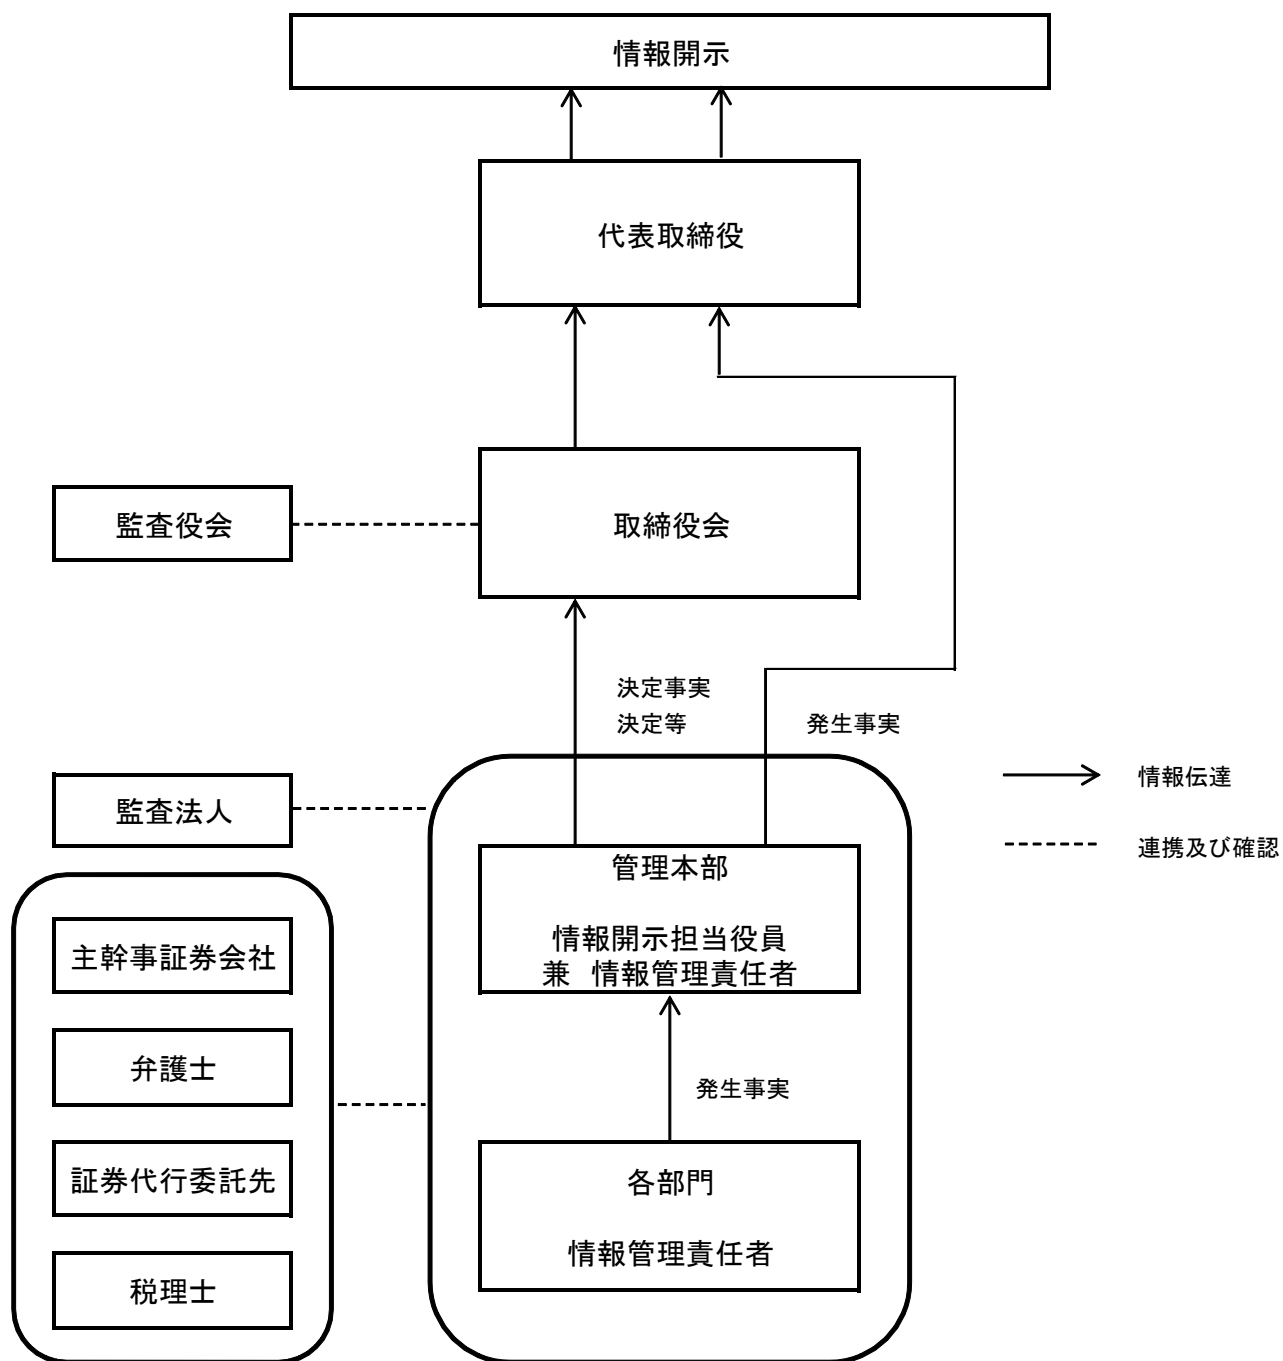 情報開示
代表取締役
監査役会
取締役会
決定事実
決定等
発生事実
監査法人
情報伝達
連携及び確認
管理本部
情報開示担当役員
兼 情報管理責任者
主幹事証券会社
弁護士
発生事実
証券代行委託先
各部門
情報管理責任者
税理士